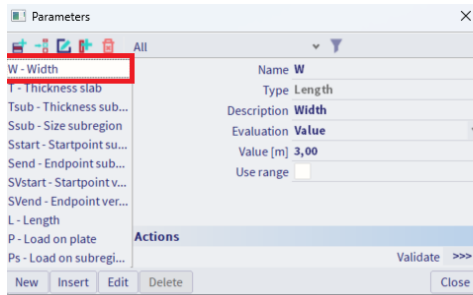 Parameters
All
W - Width
T - Thickness slab
Tsub - Thickness sub...
Ssub - Size subregion
Sstart - Startpoint su...
Send - Endpoint sub...
SVstart - Startpoint v...
SVend - Endpoint ver...
L - Length
P - Load on plate
Ps - Load on subregi...
Name W
Type Length
Description Width
Evaluation Value
Value [m] 3,00
Use range
Actions
Validate >>>
New Insert Edit Delete Close